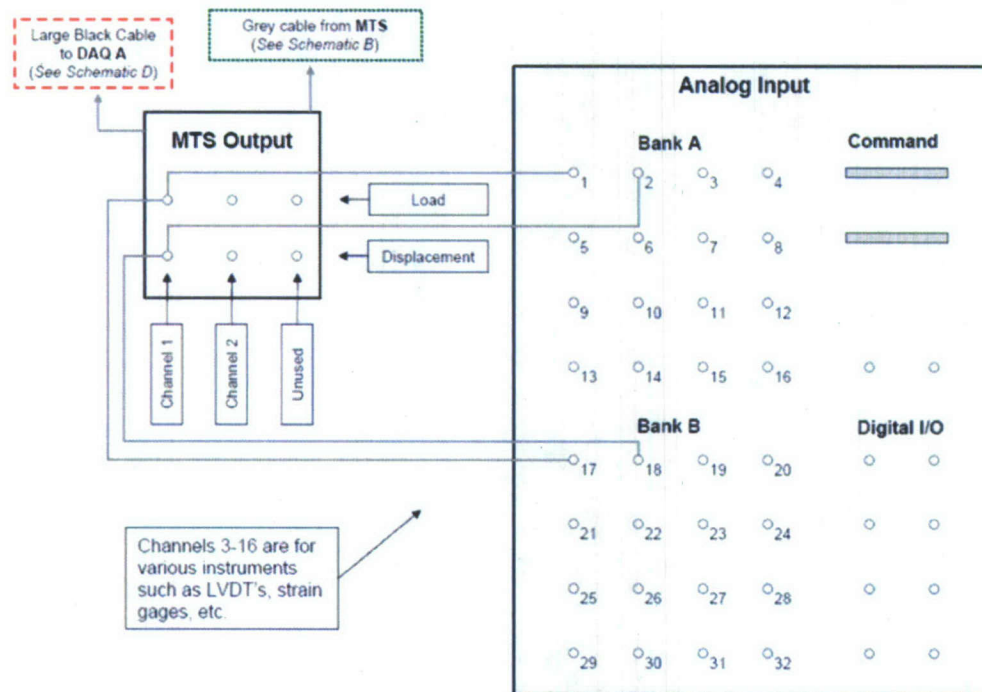 Large Black Cable
to DAQ A
(See Schematic D)
Grey cable from MTS
(See Schematic B)
Analog Input
MTS Output
Bank A
Command
1 2 3 4
Load
5 6 7 8
Displacement
9 10 11 12
Channel 1
Channel 2
Unused
13 14 15 16
Bank B
Digital I/O
17 18 19 20
21 22 23 24
Channels 3-16 are for
various instruments
such as LVDT's, strain
gages, etc.
25 26 27 28
29 30 31 32